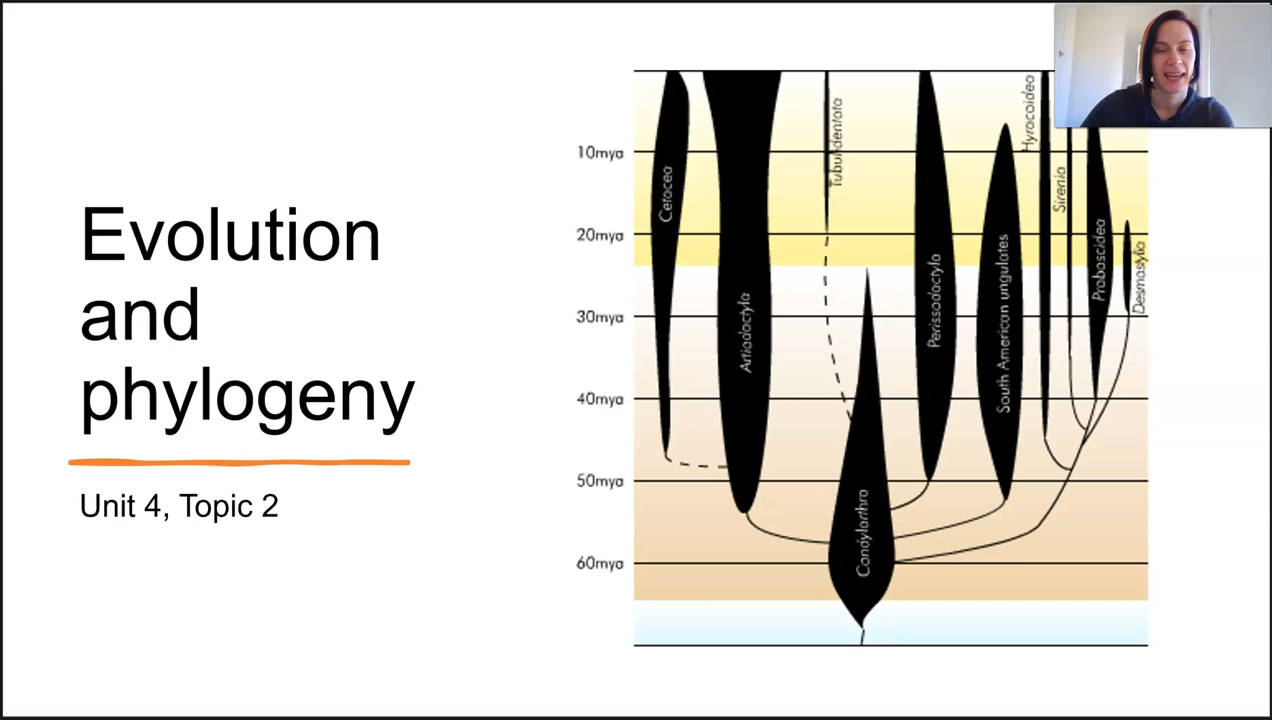 Evolution
and
phylogeny
Unit 4, Topic 2
10mya
20mya
30mya
40mya
50mya
60mya
Cetacea
Artiodactyla
Tubulidentata
Condylarthra
Perissodactyla
South American ungulates
Hyracoidea
Sirenia
Proboscidea
Desmostylia